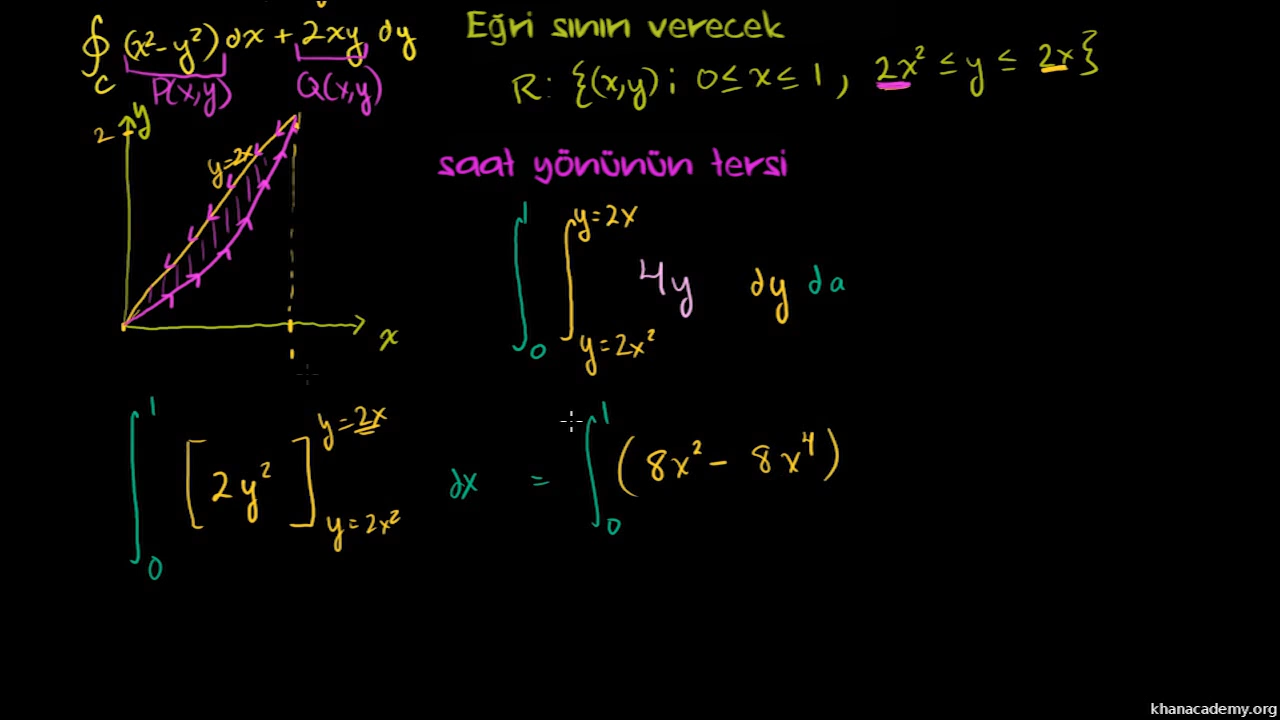 ∮_C (x² - y²) dx + 2xy dy
P(x,y) Q(x,y)
Eğri sınırı verecek
R: {(x,y); 0 ≤ x ≤ 1, 2x² ≤ y ≤ 2x}
y
2
y=2x
x
saat yönünün tersi
∫_0^1 ∫_{y=2x²}^{y=2x} 4y dy da
∫_0^1 [2y²]_{y=2x²}^{y=2x} dx = ∫_0^1 (8x² - 8x⁴)
khanacademy.org